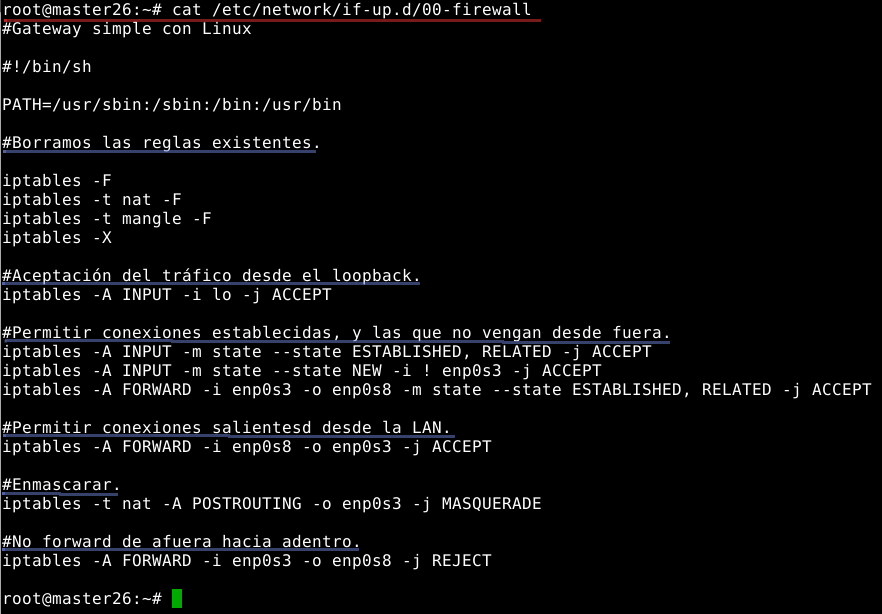 root@master26:~# cat /etc/network/if-up.d/00-firewall
#Gateway simple con Linux
#!/bin/sh
PATH=/usr/sbin:/sbin:/bin:/usr/bin
#Borramos las reglas existentes.
iptables -F
iptables -t nat -F
iptables -t mangle -F
iptables -X
#Aceptación del tráfico desde el loopback.
iptables -A INPUT -i lo -j ACCEPT
#Permitir conexiones establecidas, y las que no vengan desde fuera.
iptables -A INPUT -m state --state ESTABLISHED, RELATED -j ACCEPT
iptables -A INPUT -m state --state NEW -i ! enp0s3 -j ACCEPT
iptables -A FORWARD -i enp0s3 -o enp0s8 -m state --state ESTABLISHED, RELATED -j ACCEPT
#Permitir conexiones salientesd desde la LAN.
iptables -A FORWARD -i enp0s8 -o enp0s3 -j ACCEPT
#Enmascarar.
iptables -t nat -A POSTROUTING -o enp0s3 -j MASQUERADE
#No forward de afuera hacia adentro.
iptables -A FORWARD -i enp0s3 -o enp0s8 -j REJECT
root@master26:~#